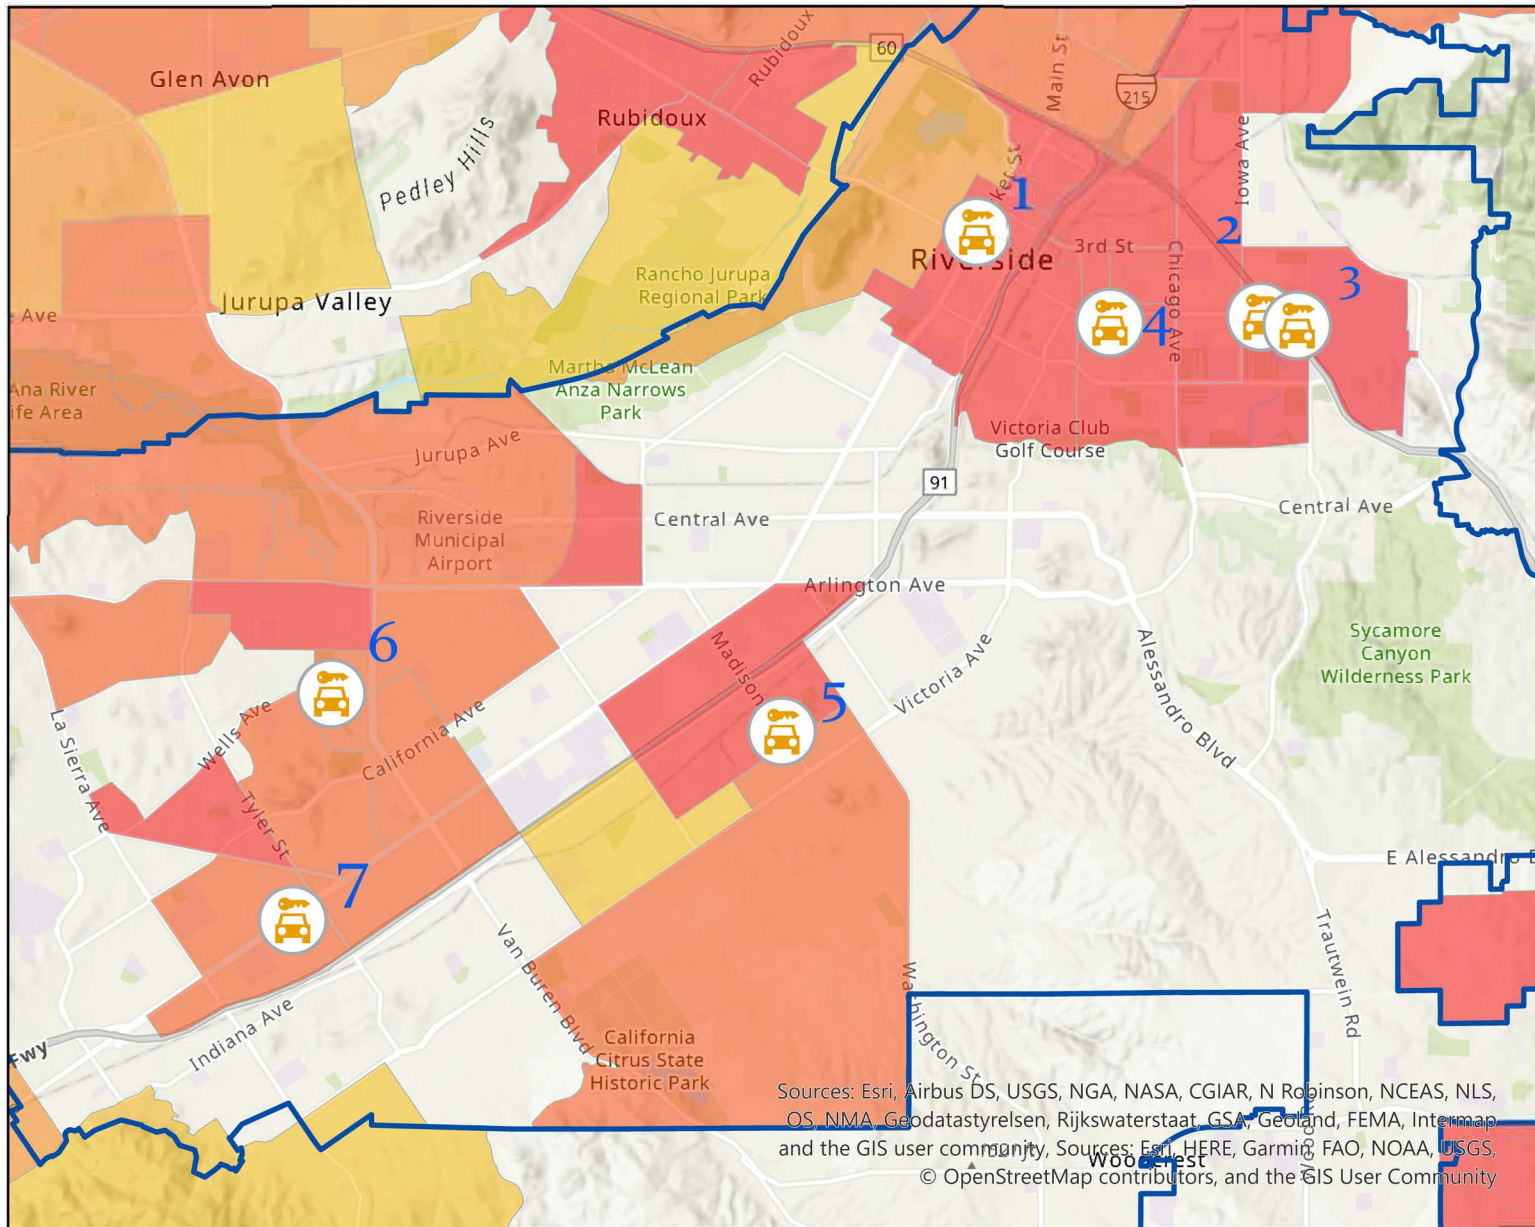 Glen Avon
Pedley Hills
Rubidoux
Rubidoux
60
Main St
215
Iowa Ave
ket St
1
2
3
4
Riverside
3rd St
Chicago Ave
Rancho Jurupa
Regional Park
Jurupa Valley
Ave
Ana River
ife Area
Martha McLean
Anza Narrows
Park
Jurupa Ave
Victoria Club
Golf Course
91
Central Ave
Central Ave
Riverside
Municipal
Airport
Arlington Ave
6
Madison
5
Victoria Ave
Alessandro Blvd
Sycamore
Canyon
Wilderness Park
La Sierra Ave
Wells Ave
California Ave
Tyler St
7
E Alessandro B
Van Buren Blvd
Trautwein Rd
Washington St
Indiana Ave
Fwy
California
Citrus State
Historic Park
Woodcrest
Sources: Esri, Airbus DS, USGS, NGA, NASA, CGIAR, N Robinson, NCEAS, NLS,
OS, NMA, Geodatastyrelsen, Rijkswaterstaat, GSA, Geoland, FEMA, Intermap
and the GIS user community, Sources: Esri, HERE, Garmin, FAO, NOAA, USGS,
© OpenStreetMap contributors, and the GIS User Community